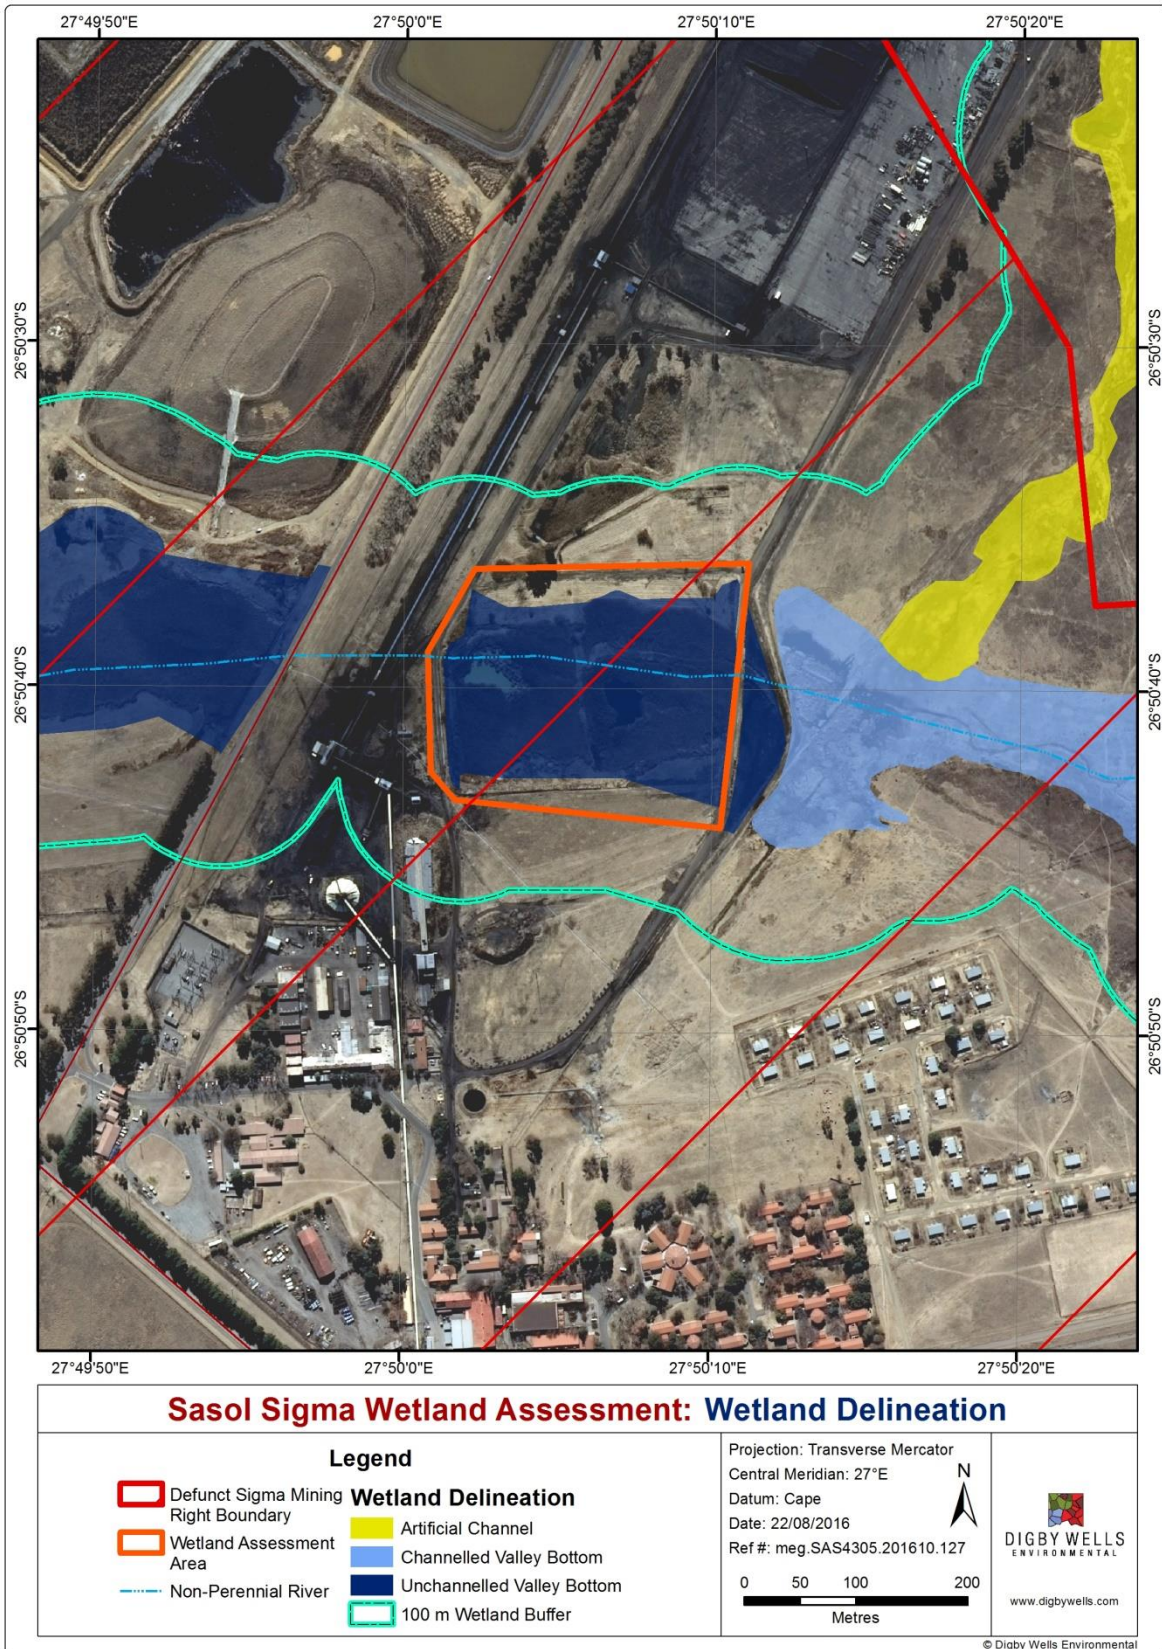 27°49'50"E 27°50'0"E 27°50'10"E 27°50'20"E
26°50'30"S 26°50'30"S
26°50'40"S 26°50'40"S
26°50'50"S 26°50'50"S
27°49'50"E 27°50'0"E 27°50'10"E 27°50'20"E
Sasol Sigma Wetland Assessment: Wetland Delineation
Legend
Defunct Sigma Mining
Right Boundary
Wetland Assessment
Area
Non-Perennial River
Wetland Delineation
Artificial Channel
Channelled Valley Bottom
Unchannelled Valley Bottom
100 m Wetland Buffer
Projection: Transverse Mercator
Central Meridian: 27°E
Datum: Cape
Date: 22/08/2016
Ref #: meg.SAS4305.201610.127
N
0 50 100 200
Metres
DIGBY WELLS
ENVIRONMENTAL
www.digbywells.com
© Digby Wells Environmental